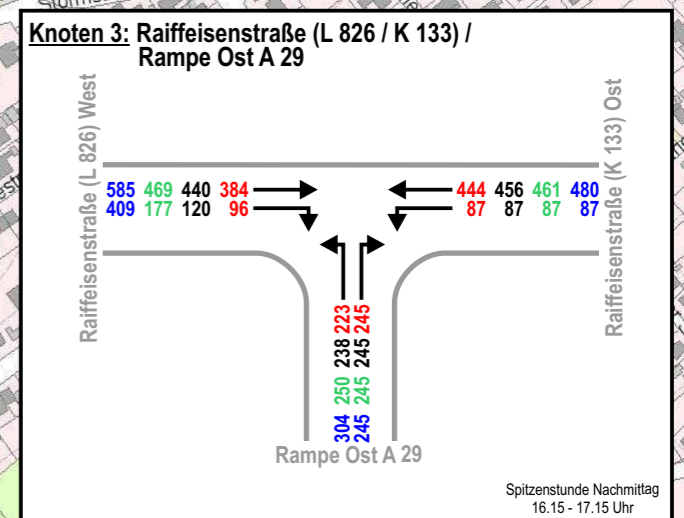 Knoten 3: Raiffeisenstraße (L 826 / K 133) /
Rampe Ost A 29
Raiffeisenstraße (L 826) West
585 469 440 384
409 177 120 96
444 456 461 480
87 87 87 87
Raiffeisenstraße (K 133) Ost
304 250 238 223
245 245 245 245
Rampe Ost A 29
Spitzenstunde Nachmittag
16.15 - 17.15 Uhr